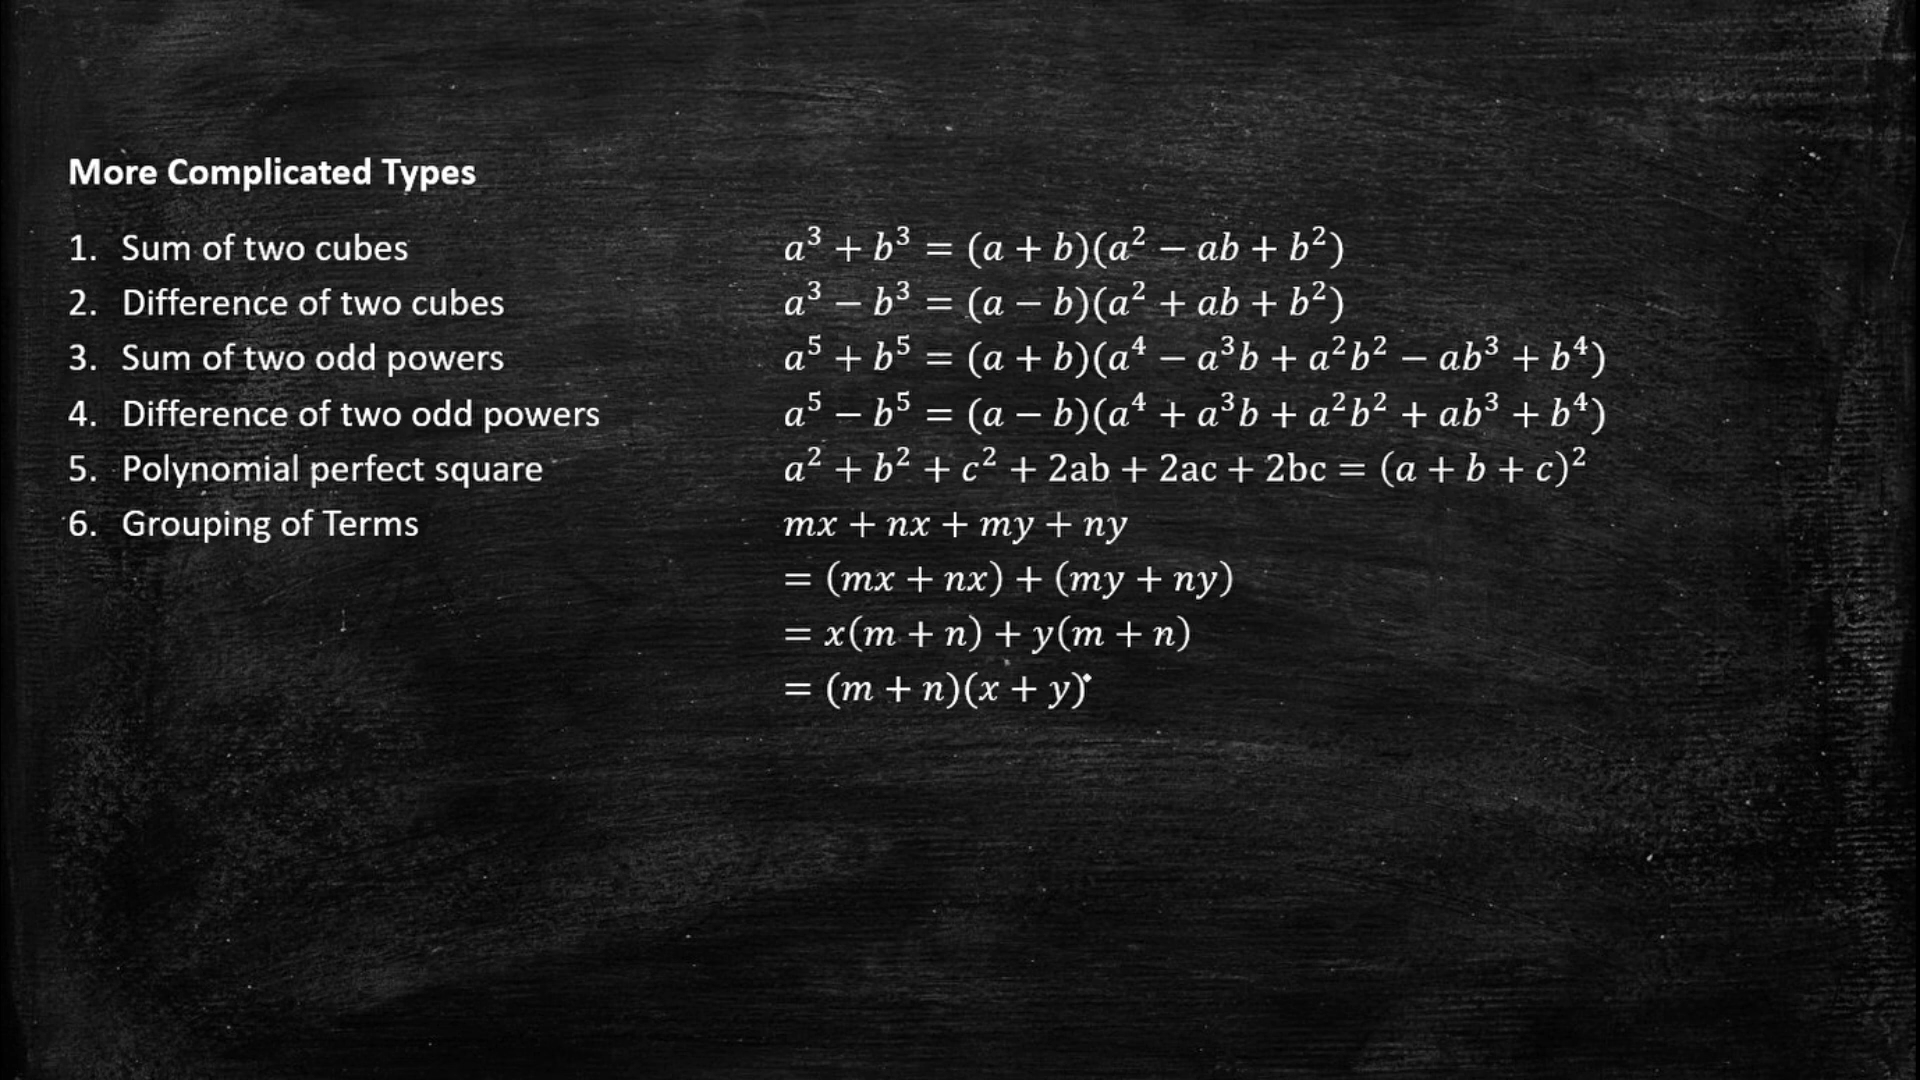 More Complicated Types
1. Sum of two cubes a³ + b³ = (a + b)(a² − ab + b²)
2. Difference of two cubes a³ − b³ = (a − b)(a² + ab + b²)
3. Sum of two odd powers a⁵ + b⁵ = (a + b)(a⁴ − a³b + a²b² − ab³ + b⁴)
4. Difference of two odd powers a⁵ − b⁵ = (a − b)(a⁴ + a³b + a²b² + ab³ + b⁴)
5. Polynomial perfect square a² + b² + c² + 2ab + 2ac + 2bc = (a + b + c)²
6. Grouping of Terms mx + nx + my + ny
= (mx + nx) + (my + ny)
= x(m + n) + y(m + n)
= (m + n)(x + y)